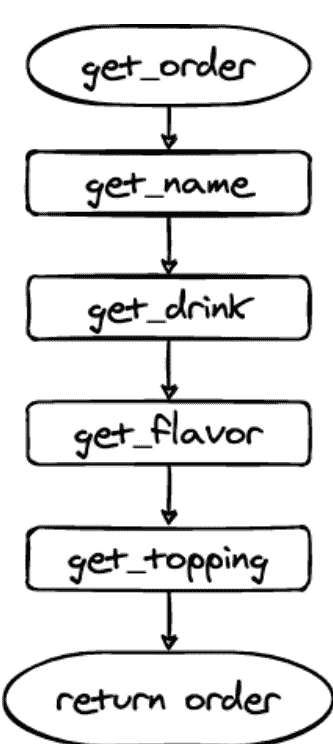 get_order
get_name
get_drink
get_flavor
get_topping
return order